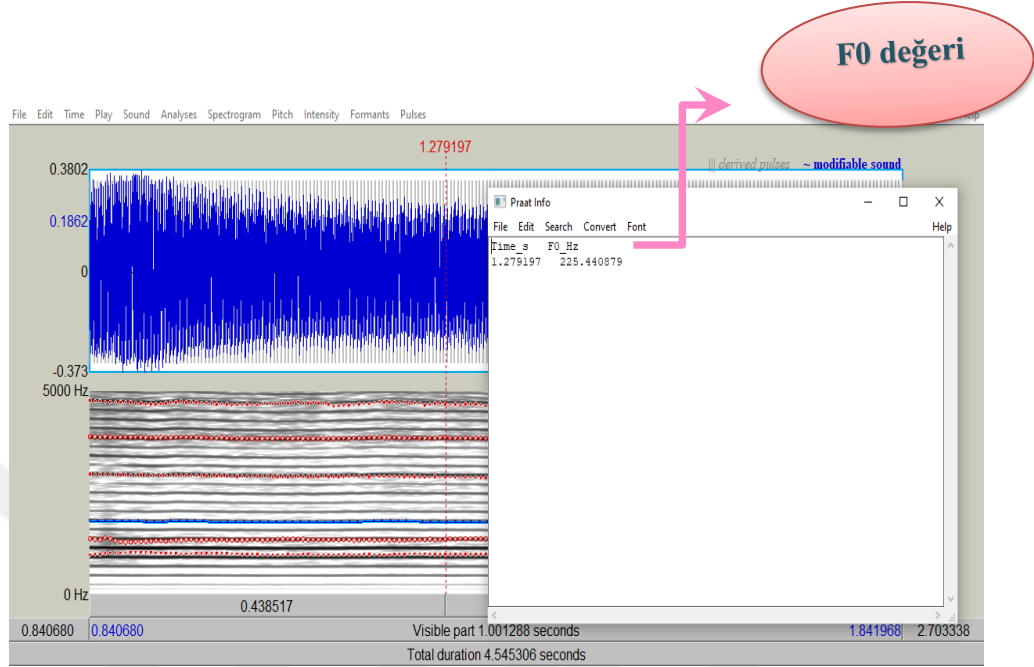 F0 değeri
File Edit Time Play Sound Analyses Spectrogram Pitch Intensity Formants Pulses
1.279197
0.3802
||| derived pulses ~ modifiable sound
0.1862
0
-0.373
Praat Info
File Edit Search Convert Font Help
Time_s F0_Hz
1.279197 225.440879
5000 Hz
0 Hz
0.438517
0.840680 0.840680 Visible part 1.001288 seconds 1.841968 2.703338
Total duration 4.545306 seconds